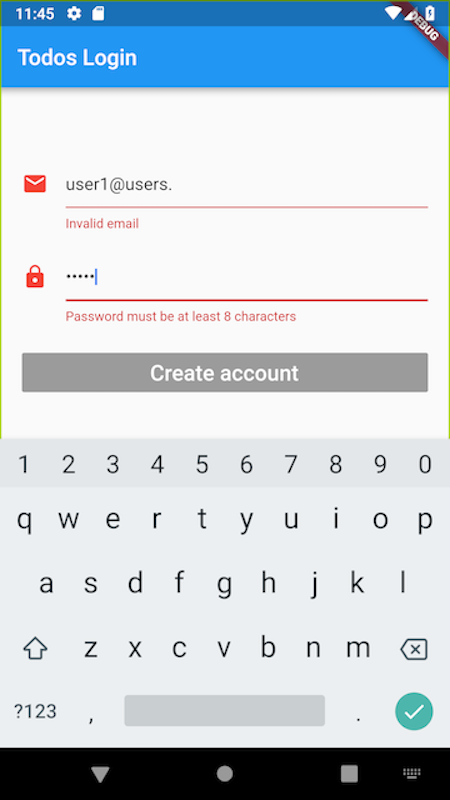 11:45
DEBUG
Todos Login
user1@users.
Invalid email
•••••
Password must be at least 8 characters
Create account
1 2 3 4 5 6 7 8 9 0
q w e r t y u i o p
a s d f g h j k l
z x c v b n m
?123 , .